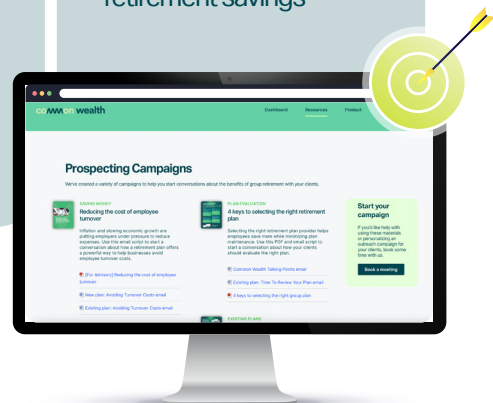 retirement savings
common wealth
Dashboard
Resources
Product
Prospecting Campaigns
We've created a variety of campaigns to help you start conversations about the benefits of group retirement with your clients.
SAVING MONEY
Reducing the cost of employee
turnover
Inflation and slowing economic growth are
putting employers under pressure to reduce
expenses. Use this email script to start a
conversation about how a retirement plan offers
a powerful way to help businesses avoid
employee turnover costs.
[For Advisors] Reducing the cost of employee
turnover
New plan: Avoiding Turnover Costs email
Existing plan: Avoiding Turnover Costs email
PLAN EVALUATION
4 keys to selecting the right retirement
plan
Selecting the right retirement plan provider helps
employees save more while minimizing plan
maintenance. Use this PDF and email script to
start a conversation about how your clients
should evaluate the right plan.
Common Wealth Talking Points email
Existing plan: Time To Review Your Plan email
4 keys to selecting the right group plan
EXISTING PLANS
Start your
campaign
If you'd like help with
using these materials
or personalizing an
outreach campaign for
your clients, book some
time with us.
Book a meeting